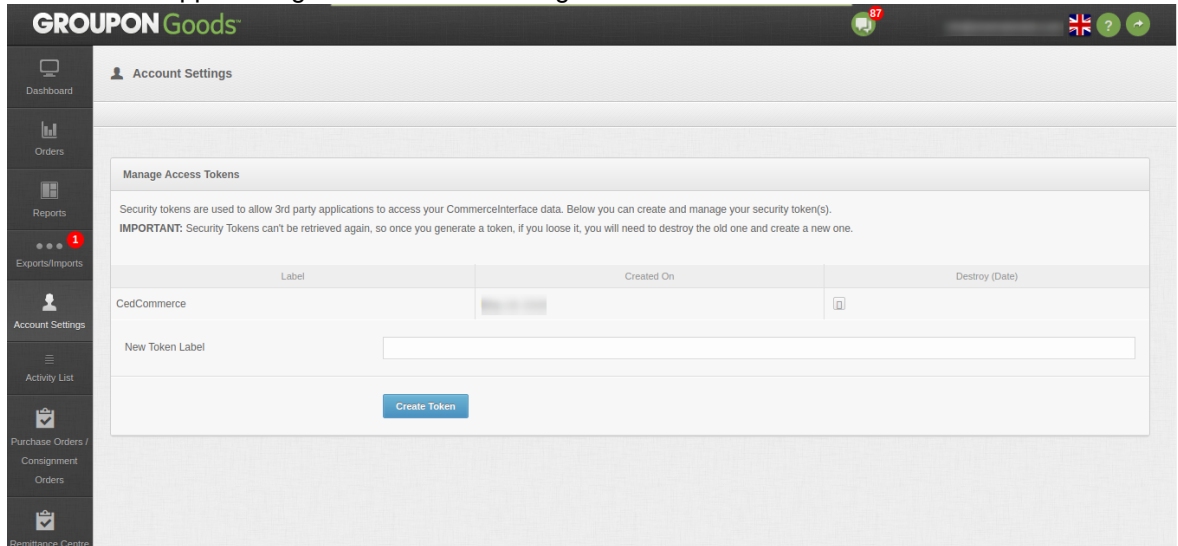 GROUPON Goods
87
?
Dashboard
Account Settings
Orders
Reports
1
Exports/Imports
Account Settings
Activity List
Purchase Orders /
Consignment
Orders
Remittance Centre
Manage Access Tokens
Security tokens are used to allow 3rd party applications to access your CommerceInterface data. Below you can create and manage your security token(s).
IMPORTANT: Security Tokens can't be retrieved again, so once you generate a token, if you loose it, you will need to destroy the old one and create a new one.
Label Created On Destroy (Date)
CedCommerce
New Token Label
Create Token